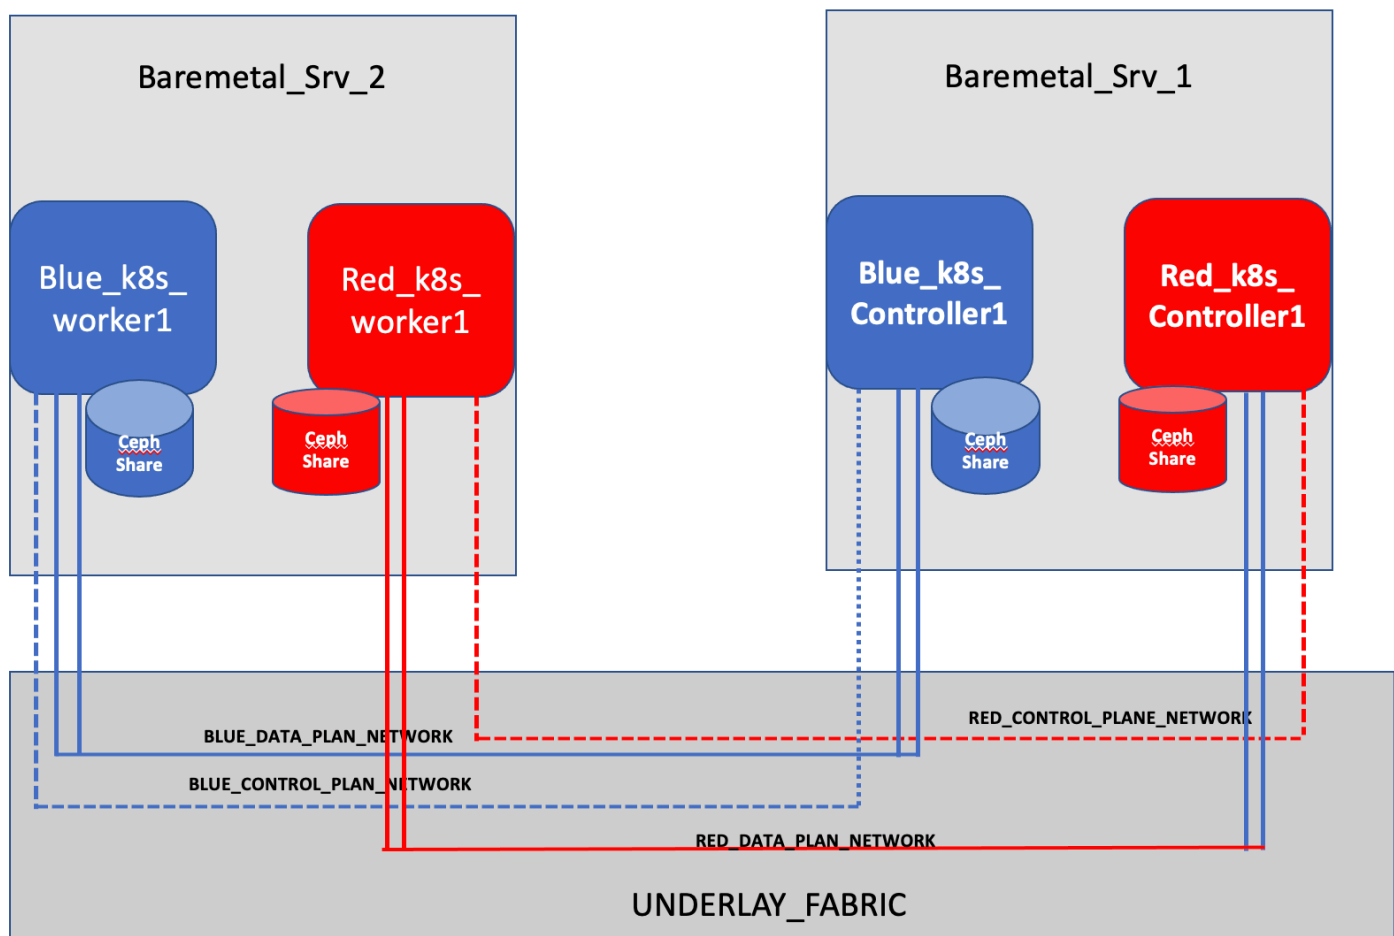 Baremetal_Srv_2
Baremetal_Srv_1
Blue_k8s_
worker1
Red_k8s_
worker1
Blue_k8s_
Controller1
Red_k8s_
Controller1
Ceph
Share
Ceph
Share
Ceph
Share
Ceph
Share
RED_CONTROL_PLANE_NETWORK
BLUE_DATA_PLAN_NETWORK
BLUE_CONTROL_PLAN_NETWORK
RED_DATA_PLAN_NETWORK
UNDERLAY_FABRIC